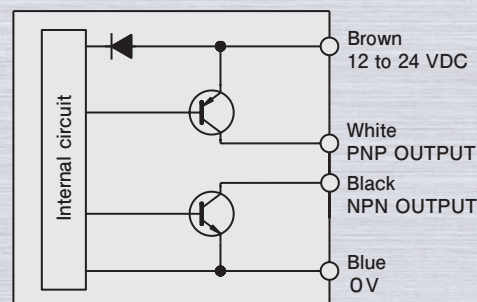 Internal circuit
Brown
12 to 24 VDC
White
PNP OUTPUT
Black
NPN OUTPUT
Blue
0 V